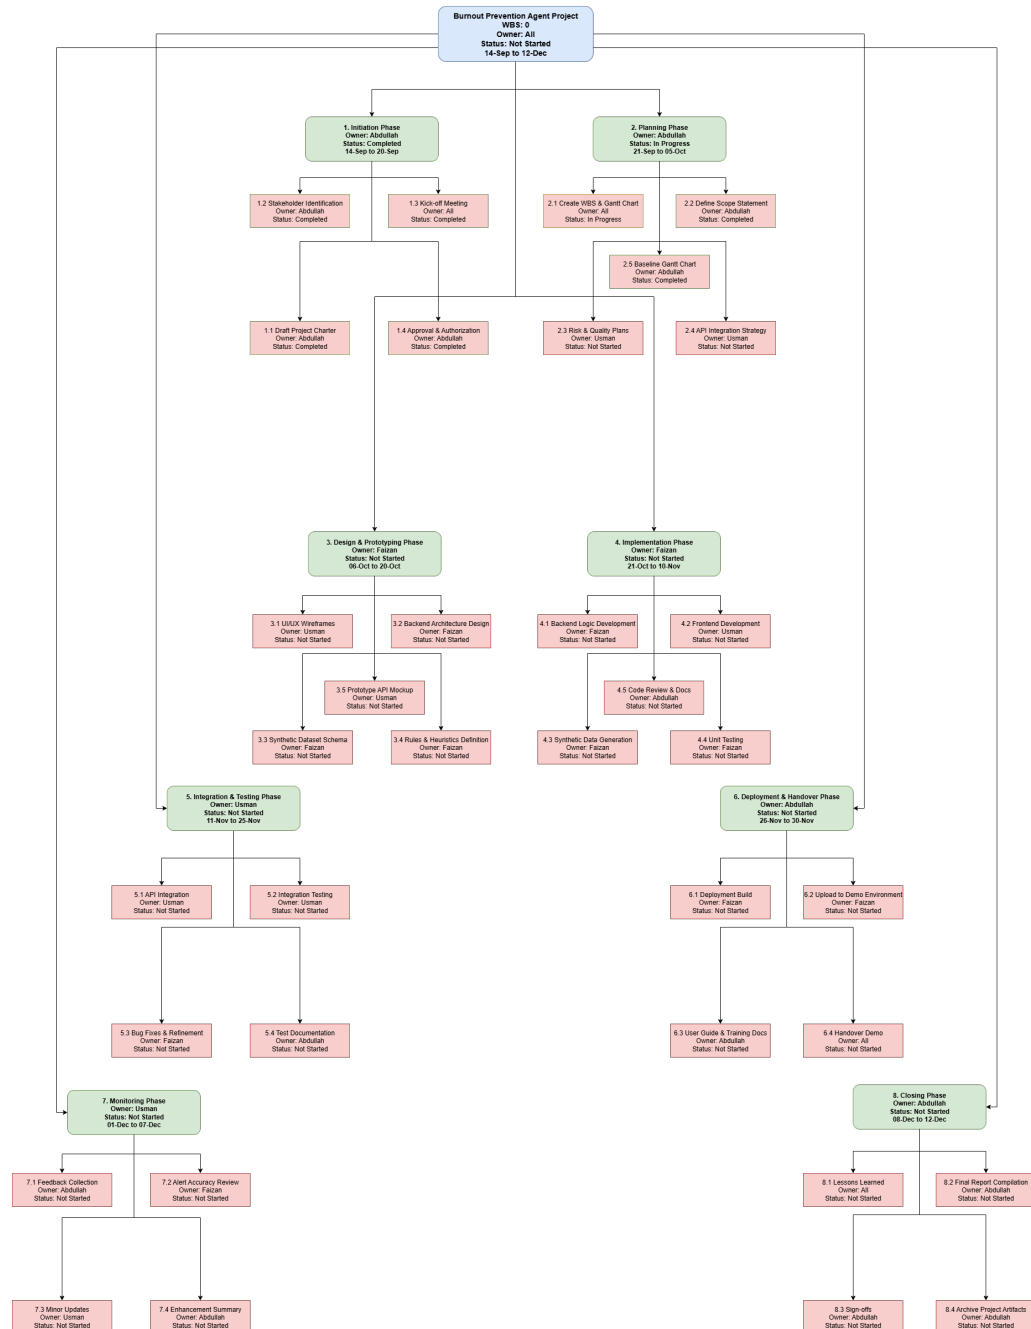 Burnout Prevention Agent Project
WBS: 0
Owner: All
Status: Not Started
14-Sep to 12-Dec
1. Initiation Phase
Owner: Abdullah
Status: Completed
14-Sep to 20-Sep
2. Planning Phase
Owner: Abdullah
Status: In Progress
21-Sep to 05-Oct
1.2 Stakeholder Identification
Owner: Abdullah
Status: Completed
1.3 Kick-off Meeting
Owner: All
Status: Completed
2.1 Create WBS & Gantt Chart
Owner: All
Status: In Progress
2.2 Define Scope Statement
Owner: Abdullah
Status: Completed
2.5 Baseline Gantt Chart
Owner: Abdullah
Status: Completed
1.1 Draft Project Charter
Owner: Abdullah
Status: Completed
1.4 Approval & Authorization
Owner: Abdullah
Status: Completed
2.3 Risk & Quality Plans
Owner: Usman
Status: Not Started
2.4 API Integration Strategy
Owner: Usman
Status: Not Started
3. Design & Prototyping Phase
Owner: Faizan
Status: Not Started
06-Oct to 20-Oct
4. Implementation Phase
Owner: Faizan
Status: Not Started
21-Oct to 10-Nov
3.1 UI/UX Wireframes
Owner: Usman
Status: Not Started
3.2 Backend Architecture Design
Owner: Faizan
Status: Not Started
4.1 Backend Logic Development
Owner: Faizan
Status: Not Started
4.2 Frontend Development
Owner: Usman
Status: Not Started
3.5 Prototype API Mockup
Owner: Usman
Status: Not Started
4.5 Code Review & Docs
Owner: Abdullah
Status: Not Started
3.3 Synthetic Dataset Schema
Owner: Faizan
Status: Not Started
3.4 Rules & Heuristics Definition
Owner: Faizan
Status: Not Started
4.3 Synthetic Data Generation
Owner: Faizan
Status: Not Started
4.4 Unit Testing
Owner: Faizan
Status: Not Started
5. Integration & Testing Phase
Owner: Usman
Status: Not Started
11-Nov to 25-Nov
6. Deployment & Handover Phase
Owner: Abdullah
Status: Not Started
26-Nov to 30-Nov
5.1 API Integration
Owner: Usman
Status: Not Started
5.2 Integration Testing
Owner: Usman
Status: Not Started
6.1 Deployment Build
Owner: Faizan
Status: Not Started
6.2 Upload to Demo Environment
Owner: Faizan
Status: Not Started
5.3 Bug Fixes & Refinement
Owner: Faizan
Status: Not Started
5.4 Test Documentation
Owner: Abdullah
Status: Not Started
6.3 User Guide & Training Docs
Owner: Abdullah
Status: Not Started
6.4 Handover Demo
Owner: All
Status: Not Started
7. Monitoring Phase
Owner: Usman
Status: Not Started
01-Dec to 07-Dec
8. Closing Phase
Owner: Abdullah
Status: Not Started
08-Dec to 12-Dec
7.1 Feedback Collection
Owner: Abdullah
Status: Not Started
7.2 Alert Accuracy Review
Owner: Faizan
Status: Not Started
8.1 Lessons Learned
Owner: All
Status: Not Started
8.2 Final Report Compilation
Owner: Abdullah
Status: Not Started
7.3 Minor Updates
Owner: Usman
Status: Not Started
7.4 Enhancement Summary
Owner: Abdullah
Status: Not Started
8.3 Sign-offs
Owner: Abdullah
Status: Not Started
8.4 Archive Project Artifacts
Owner: Abdullah
Status: Not Started